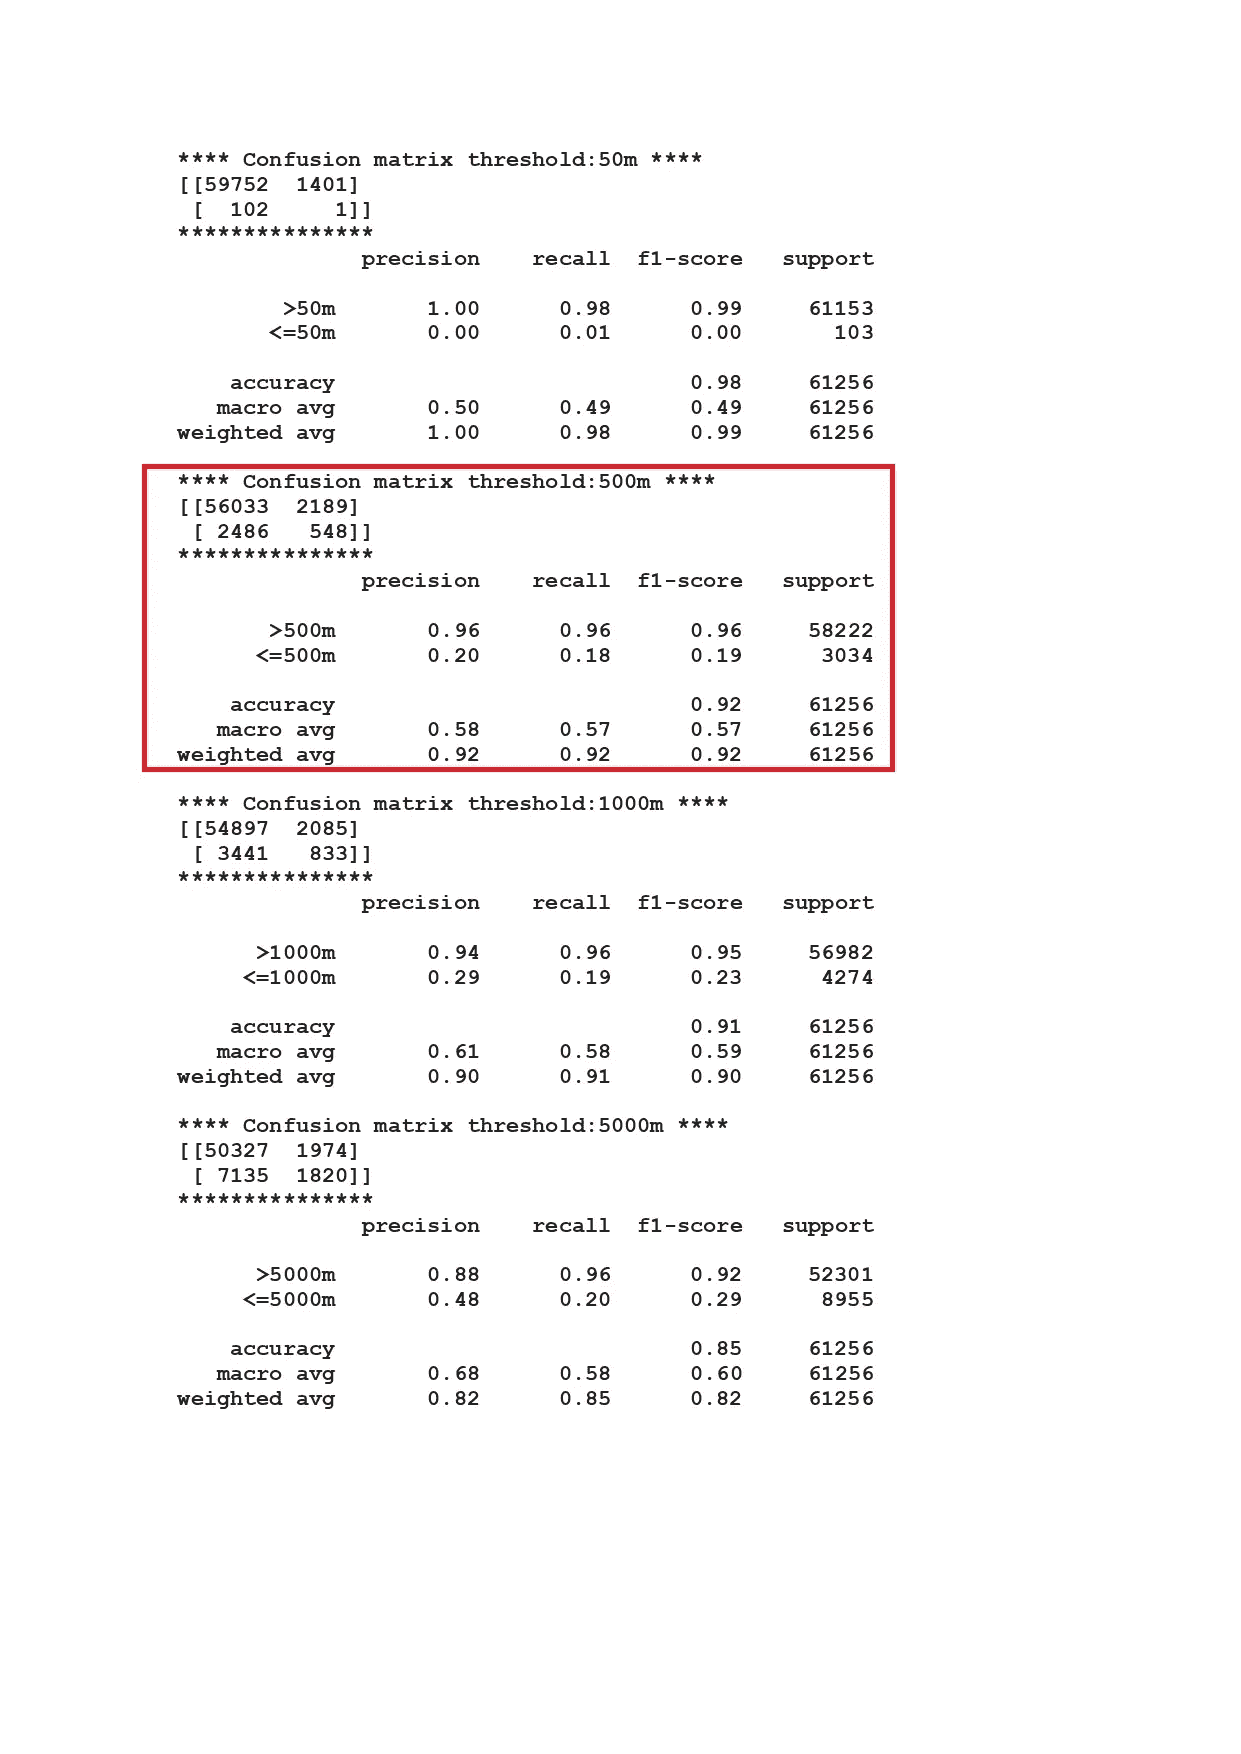 **** Confusion matrix threshold:50m ****
[[59752  1401]
 [  102     1]]
***************
              precision    recall  f1-score   support

        >50m       1.00      0.98      0.99     61153
       <=50m       0.00      0.01      0.00       103

    accuracy                           0.98     61256
   macro avg       0.50      0.49      0.49     61256
weighted avg       1.00      0.98      0.99     61256

**** Confusion matrix threshold:500m ****
[[56033  2189]
 [ 2486   548]]
***************
              precision    recall  f1-score   support

       >500m       0.96      0.96      0.96     58222
      <=500m       0.20      0.18      0.19      3034

    accuracy                           0.92     61256
   macro avg       0.58      0.57      0.57     61256
weighted avg       0.92      0.92      0.92     61256

**** Confusion matrix threshold:1000m ****
[[54897  2085]
 [ 3441   833]]
***************
              precision    recall  f1-score   support

      >1000m       0.94      0.96      0.95     56982
     <=1000m       0.29      0.19      0.23      4274

    accuracy                           0.91     61256
   macro avg       0.61      0.58      0.59     61256
weighted avg       0.90      0.91      0.90     61256

**** Confusion matrix threshold:5000m ****
[[50327  1974]
 [ 7135  1820]]
***************
              precision    recall  f1-score   support

      >5000m       0.88      0.96      0.92     52301
     <=5000m       0.48      0.20      0.29      8955

    accuracy                           0.85     61256
   macro avg       0.68      0.58      0.60     61256
weighted avg       0.82      0.85      0.82     61256